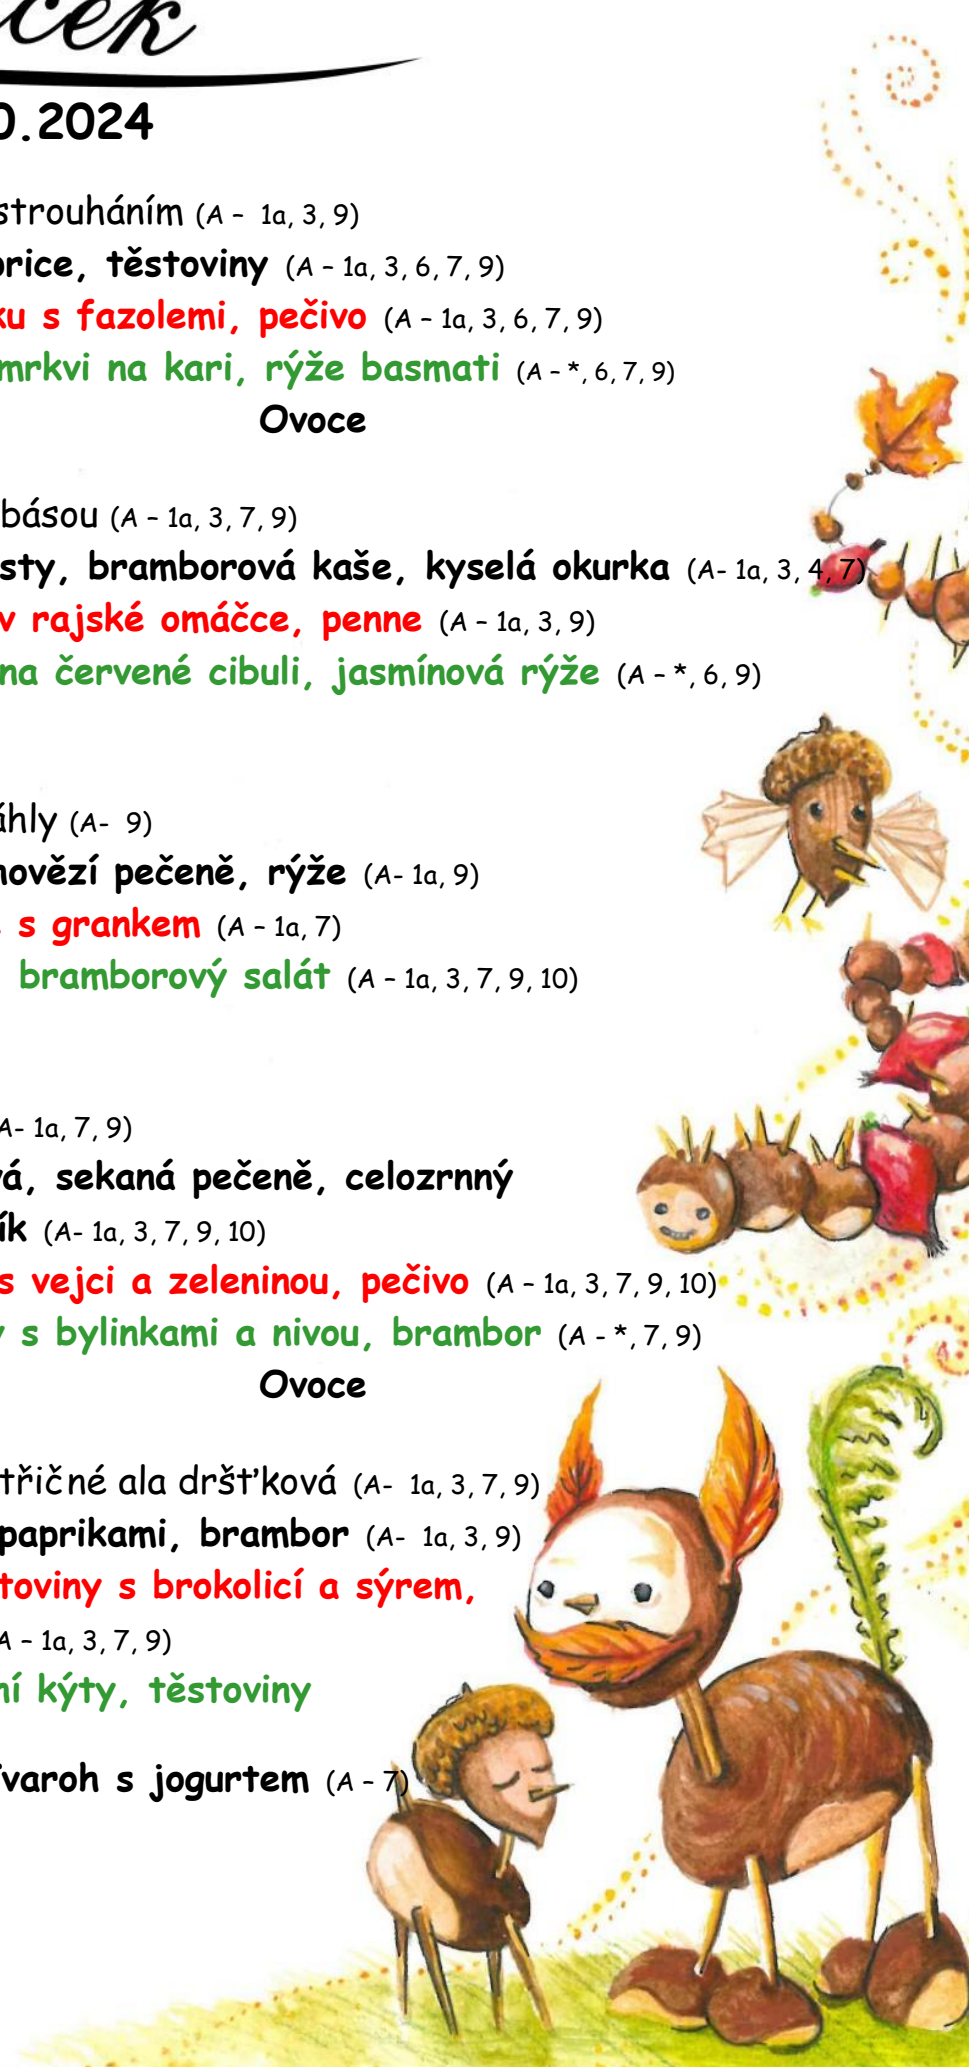 ček
0.2024
strouháním (A – 1a, 3, 9)
price, těstoviny (A – 1a, 3, 6, 7, 9)
ku s fazolemi, pečivo (A – 1a, 3, 6, 7, 9)
mrkvi na kari, rýže basmati (A – *, 6, 7, 9)
Ovoce
básou (A – 1a, 3, 7, 9)
sty, bramborová kaše, kyselá okurka (A- 1a, 3, 4, 7)
v rajské omáčce, penne (A – 1a, 3, 9)
na červené cibuli, jasmínová rýže (A – *, 6, 9)
áhly (A- 9)
hovězí pečeně, rýže (A- 1a, 9)
s grankem (A – 1a, 7)
bramborový salát (A – 1a, 3, 7, 9, 10)
A- 1a, 7, 9)
vá, sekaná pečeně, celozrnný
ík (A- 1a, 3, 7, 9, 10)
s vejci a zeleninou, pečivo (A – 1a, 3, 7, 9, 10)
y s bylinkami a nivou, brambor (A - *, 7, 9)
Ovoce
třičné ala dršťková (A- 1a, 3, 7, 9)
paprikami, brambor (A- 1a, 3, 9)
toviny s brokolicí a sýrem,
A – 1a, 3, 7, 9)
ní kýty, těstoviny
Tvaroh s jogurtem (A – 7)